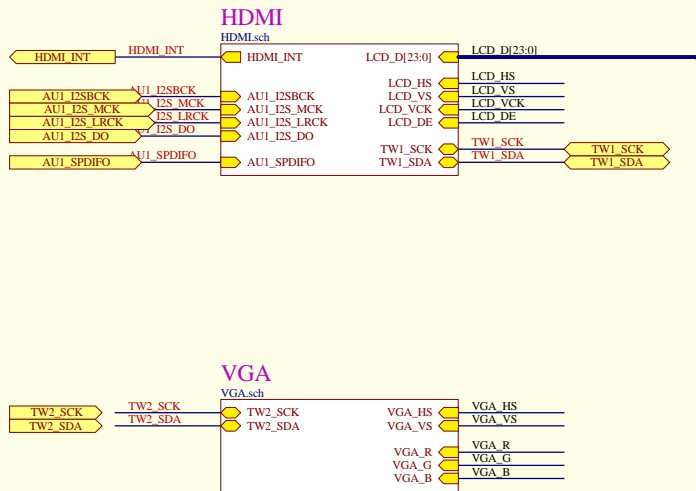 HDMI
HDMI.sch
HDMI_INT HDMI_INT HDMI_INT LCD_D[23:0] LCD_D[23:0]
LCD_HS LCD_HS
AU1_I2SBCK AU1_I2SBCK AU1_I2SBCK LCD_VS LCD_VS
AU1_I2S_MCK AU1_I2S_MCK AU1_I2S_MCK LCD_VCK LCD_VCK
AU1_I2S_LRCK AU1_I2S_LRCK AU1_I2S_LRCK LCD_DE LCD_DE
AU1_I2S_DO AU1_I2S_DO AU1_I2S_DO
TW1_SCK TW1_SCK TW1_SCK
AU1_SPDIFO AU1_SPDIFO AU1_SPDIFO TW1_SDA TW1_SDA TW1_SDA
VGA
VGA.sch
TW2_SCK TW2_SCK TW2_SCK VGA_HS VGA_HS
TW2_SDA TW2_SDA TW2_SDA VGA_VS VGA_VS
VGA_R VGA_R
VGA_G VGA_G
VGA_B VGA_B